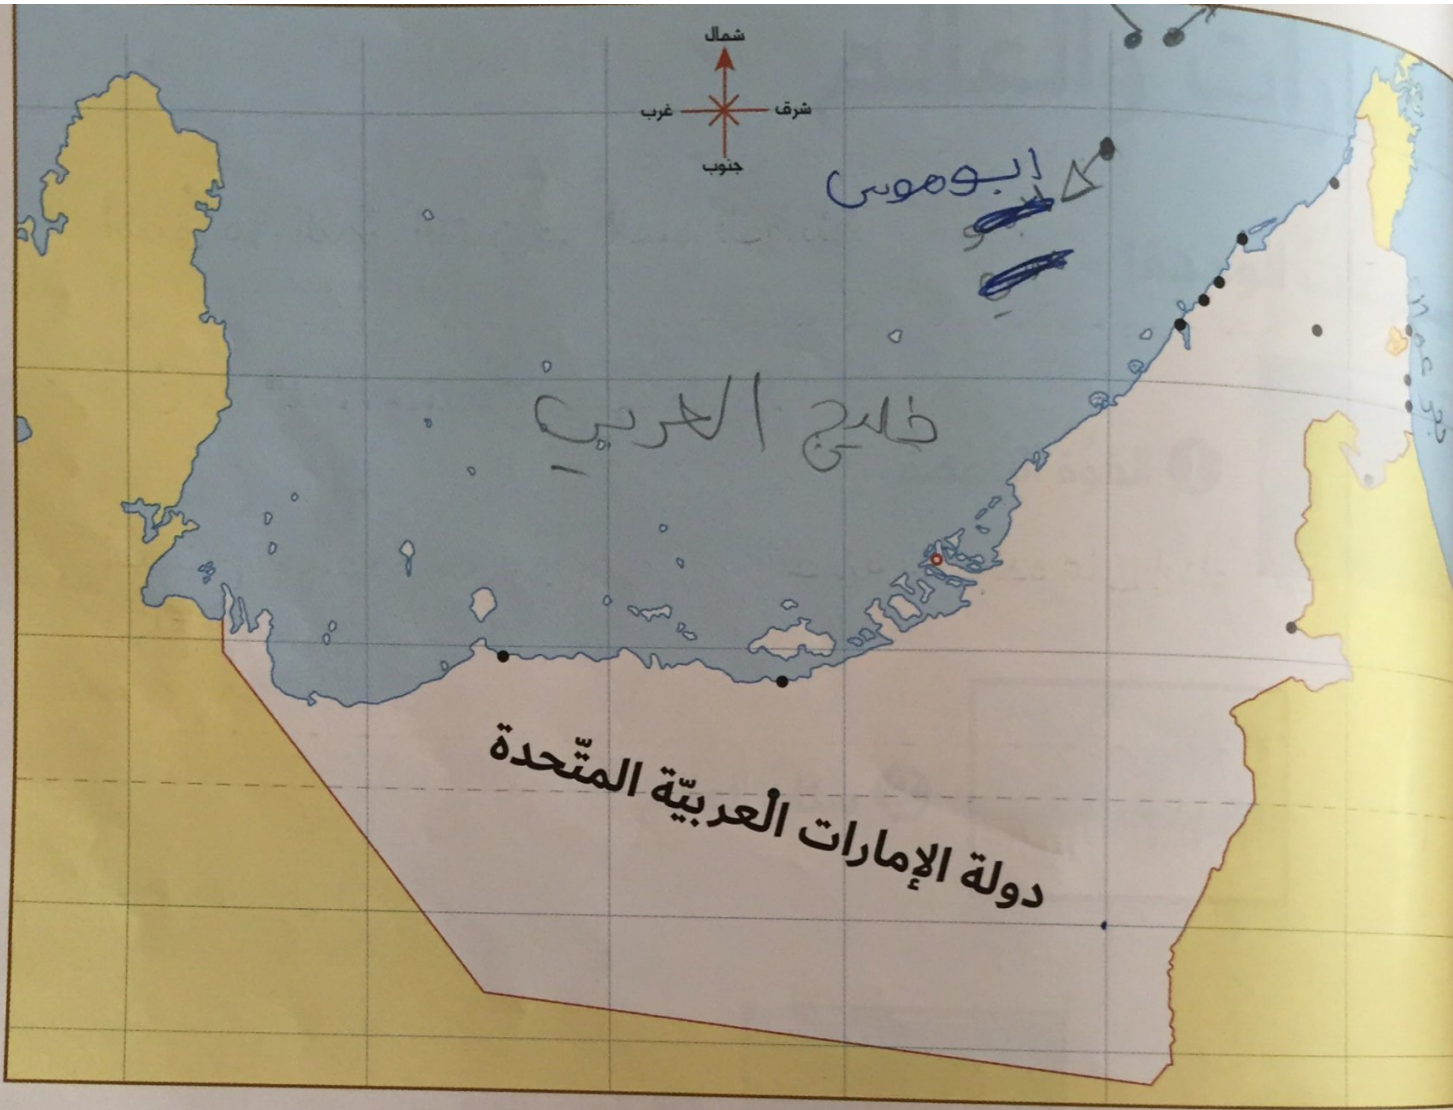 شمال
غرب
شرق
جنوب
ابوموسى
خليج العربي
دولة الإمارات العربيّة المتّحدة